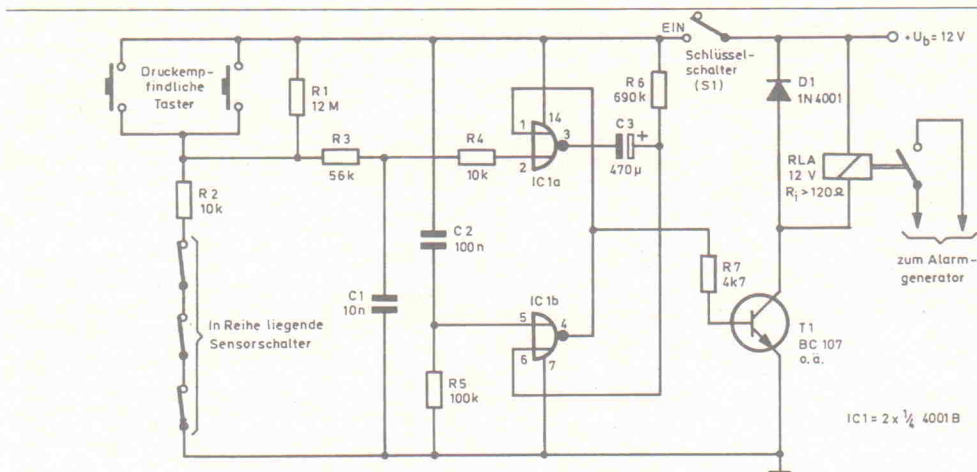 EIN
Schlüssel-
schalter
(S1)
+Ub = 12 V
Druckemp-
findliche
Taster
R1
12 M
R6
690k
D1
1N4001
14
1
3
2
IC1a
C3
+
470µ
R3
56k
R4
10k
RLA
12 V
Ri > 120Ω
R2
10k
C2
100n
R7
4k7
zum Alarm-
generator
C1
10n
IC1b
5
4
6
7
In Reihe liegende
Sensorschalter
T1
BC 107
o.ä.
R5
100k
IC1 = 2 x 1/4 4001 B